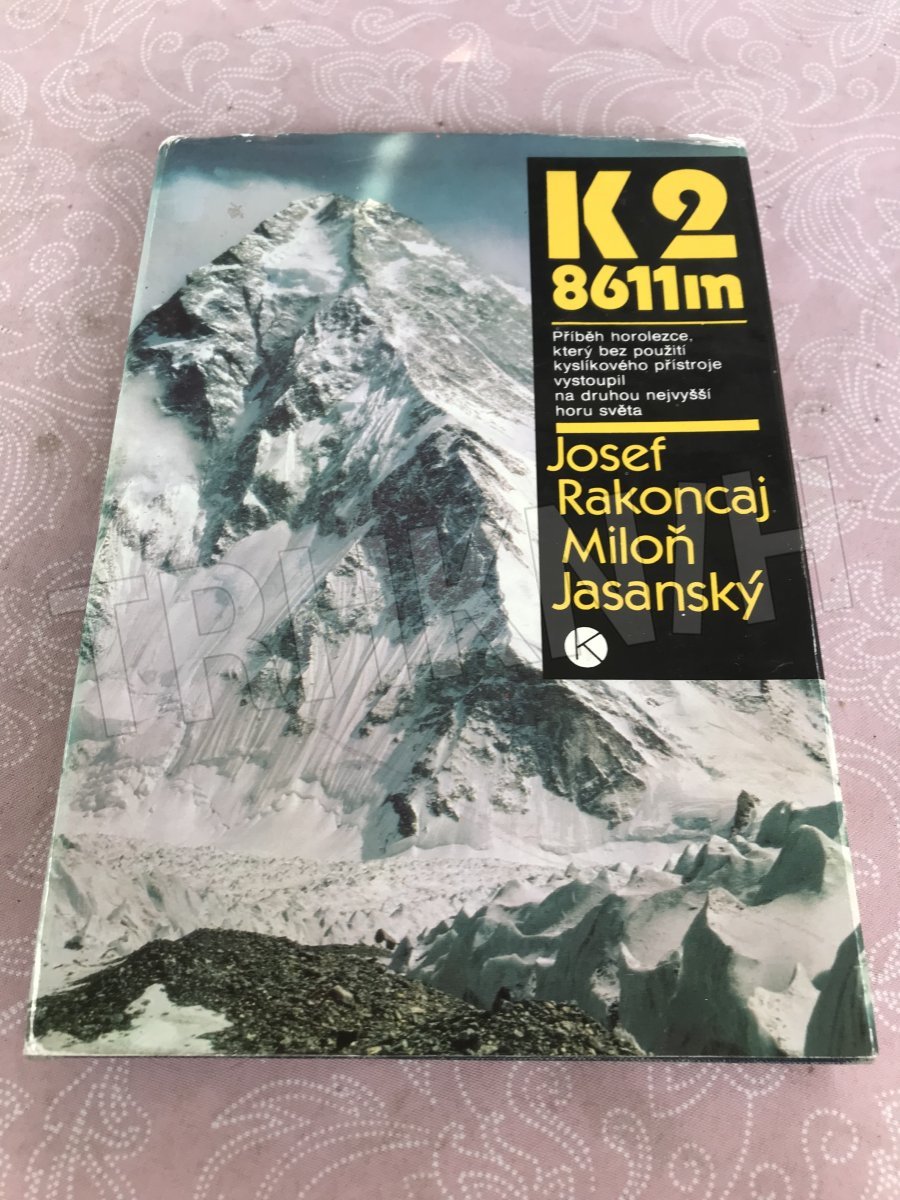 K2
8611m
Příběh horolezce,
který bez použití
kyslíkového přístroje
vystoupil
na druhou nejvyšší
horu světa
Josef
Rakoncaj
Miloň
Jasanský
K
TRHKNIH